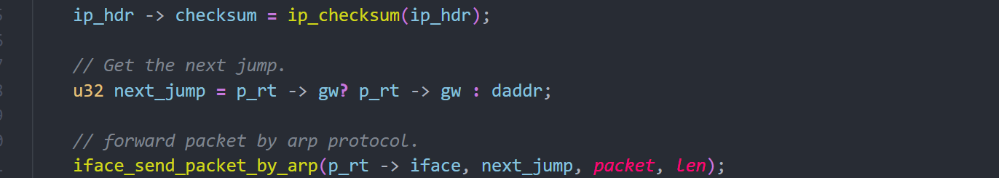 ip_hdr -> checksum = ip_checksum(ip_hdr);
// Get the next jump.
u32 next_jump = p_rt -> gw? p_rt -> gw : daddr;
// forward packet by arp protocol.
iface_send_packet_by_arp(p_rt -> iface, next_jump, packet, len);